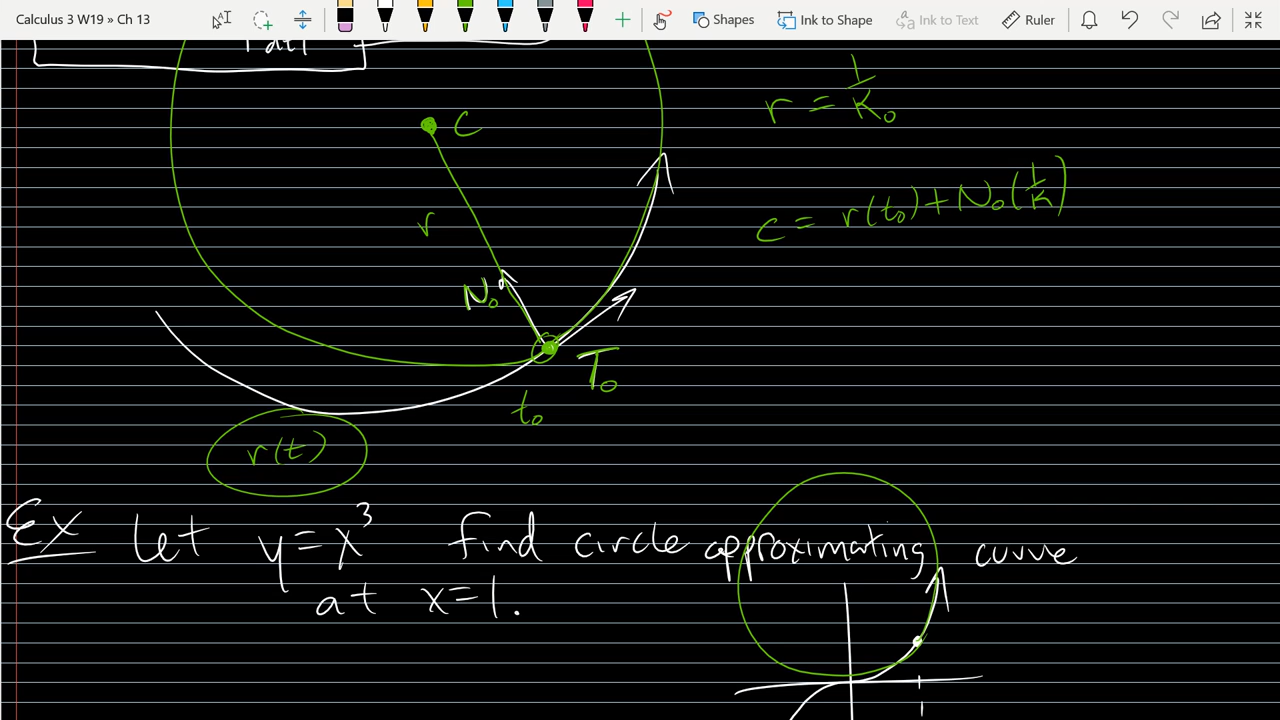 Calculus 3 W19 » Ch 13
Shapes
Ink to Shape
Ink to Text
Ruler
r = 1/K₀
C
C = r(t₀) + N₀(1/K)
r
N₀
T₀
t₀
r(t)
Ex Let y = x³ find circle approximating curve
at x = 1.
1